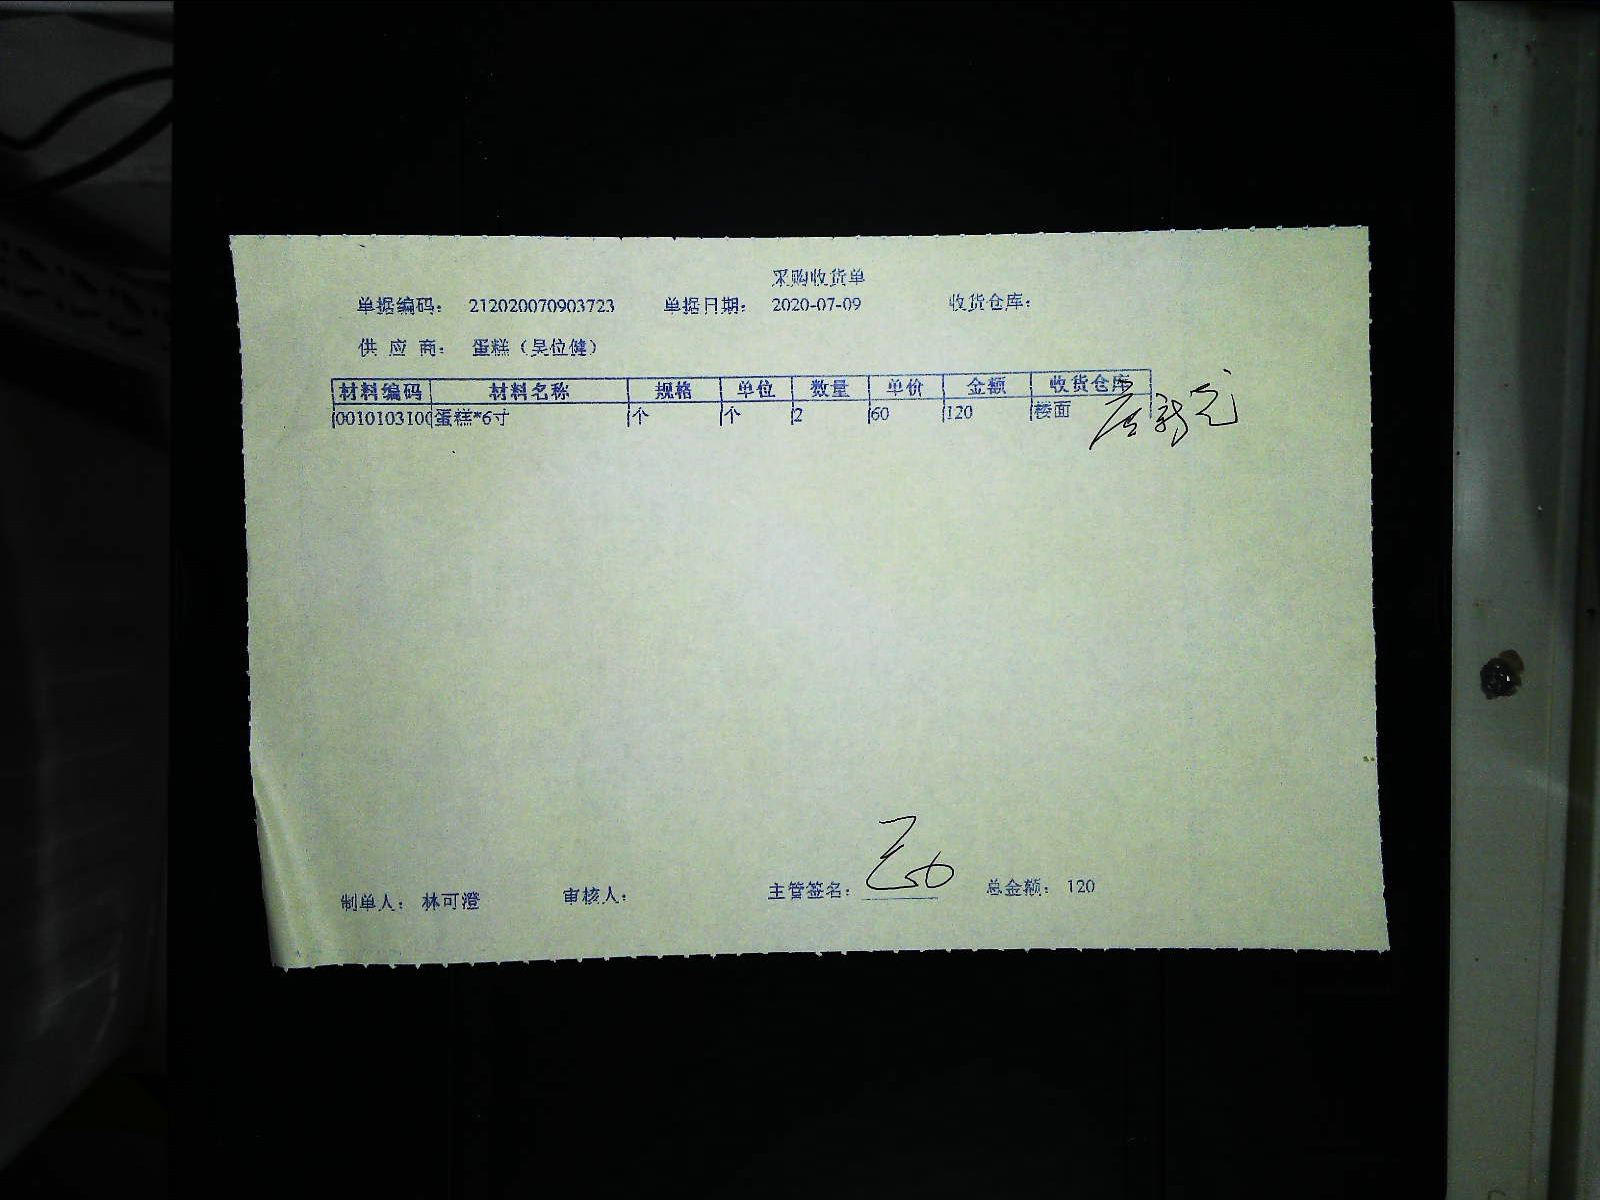 采购收货单
单据编码： 212020070903723 单据日期： 2020-07-09 收货仓库：
供 应 商： 蛋糕（吴位健）
材料编码 材料名称 规格 单位 数量 单价 金额 收货仓库
0010103100 蛋糕*6寸 个 个 2 60 120 楼面
制单人： 林可澄 审核人： 主管签名： 总金额： 120